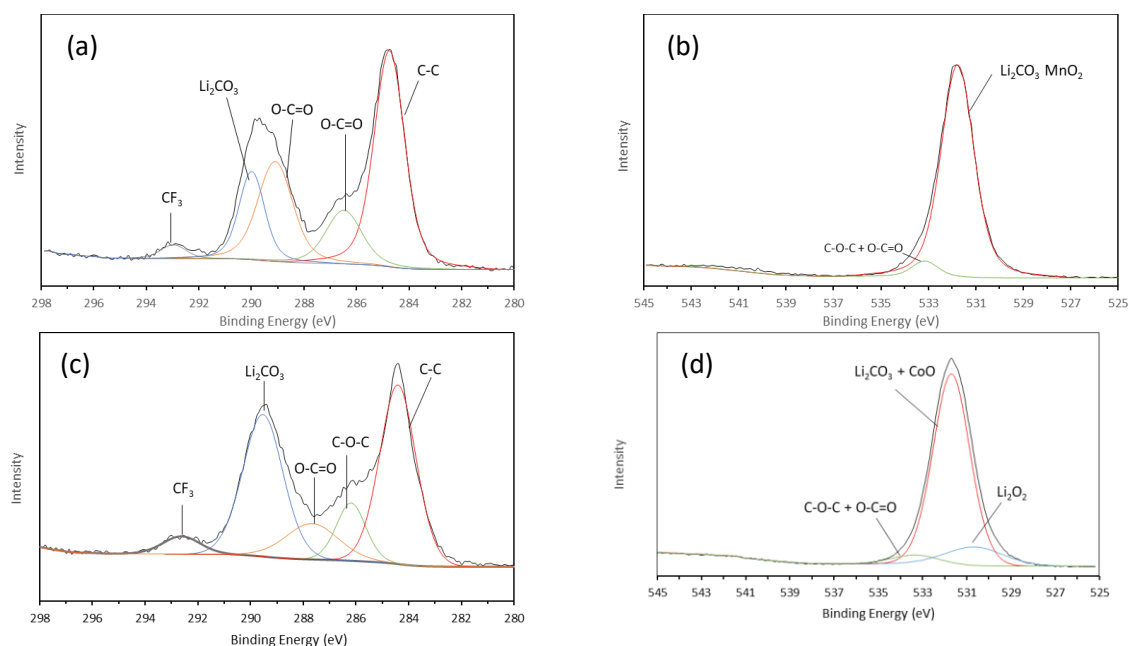 (a)
C-C
Li₂CO₃
O-C=O
O-C=O
CF₃
Intensity
298 296 294 292 290 288 286 284 282 280
Binding Energy (eV)
(b)
Li₂CO₃ MnO₂
C-O-C + O-C=O
Intensity
545 543 541 539 537 535 533 531 529 527 525
Binding Energy (eV)
(c)
Li₂CO₃
C-C
C-O-C
O-C=O
CF₃
Intensity
298 296 294 292 290 288 286 284 282 280
Binding Energy (eV)
(d)
Li₂CO₃ + CoO
Li₂O₂
C-O-C + O-C=O
Intensity
545 543 541 539 537 535 533 531 529 527 525
Binding Energy (eV)